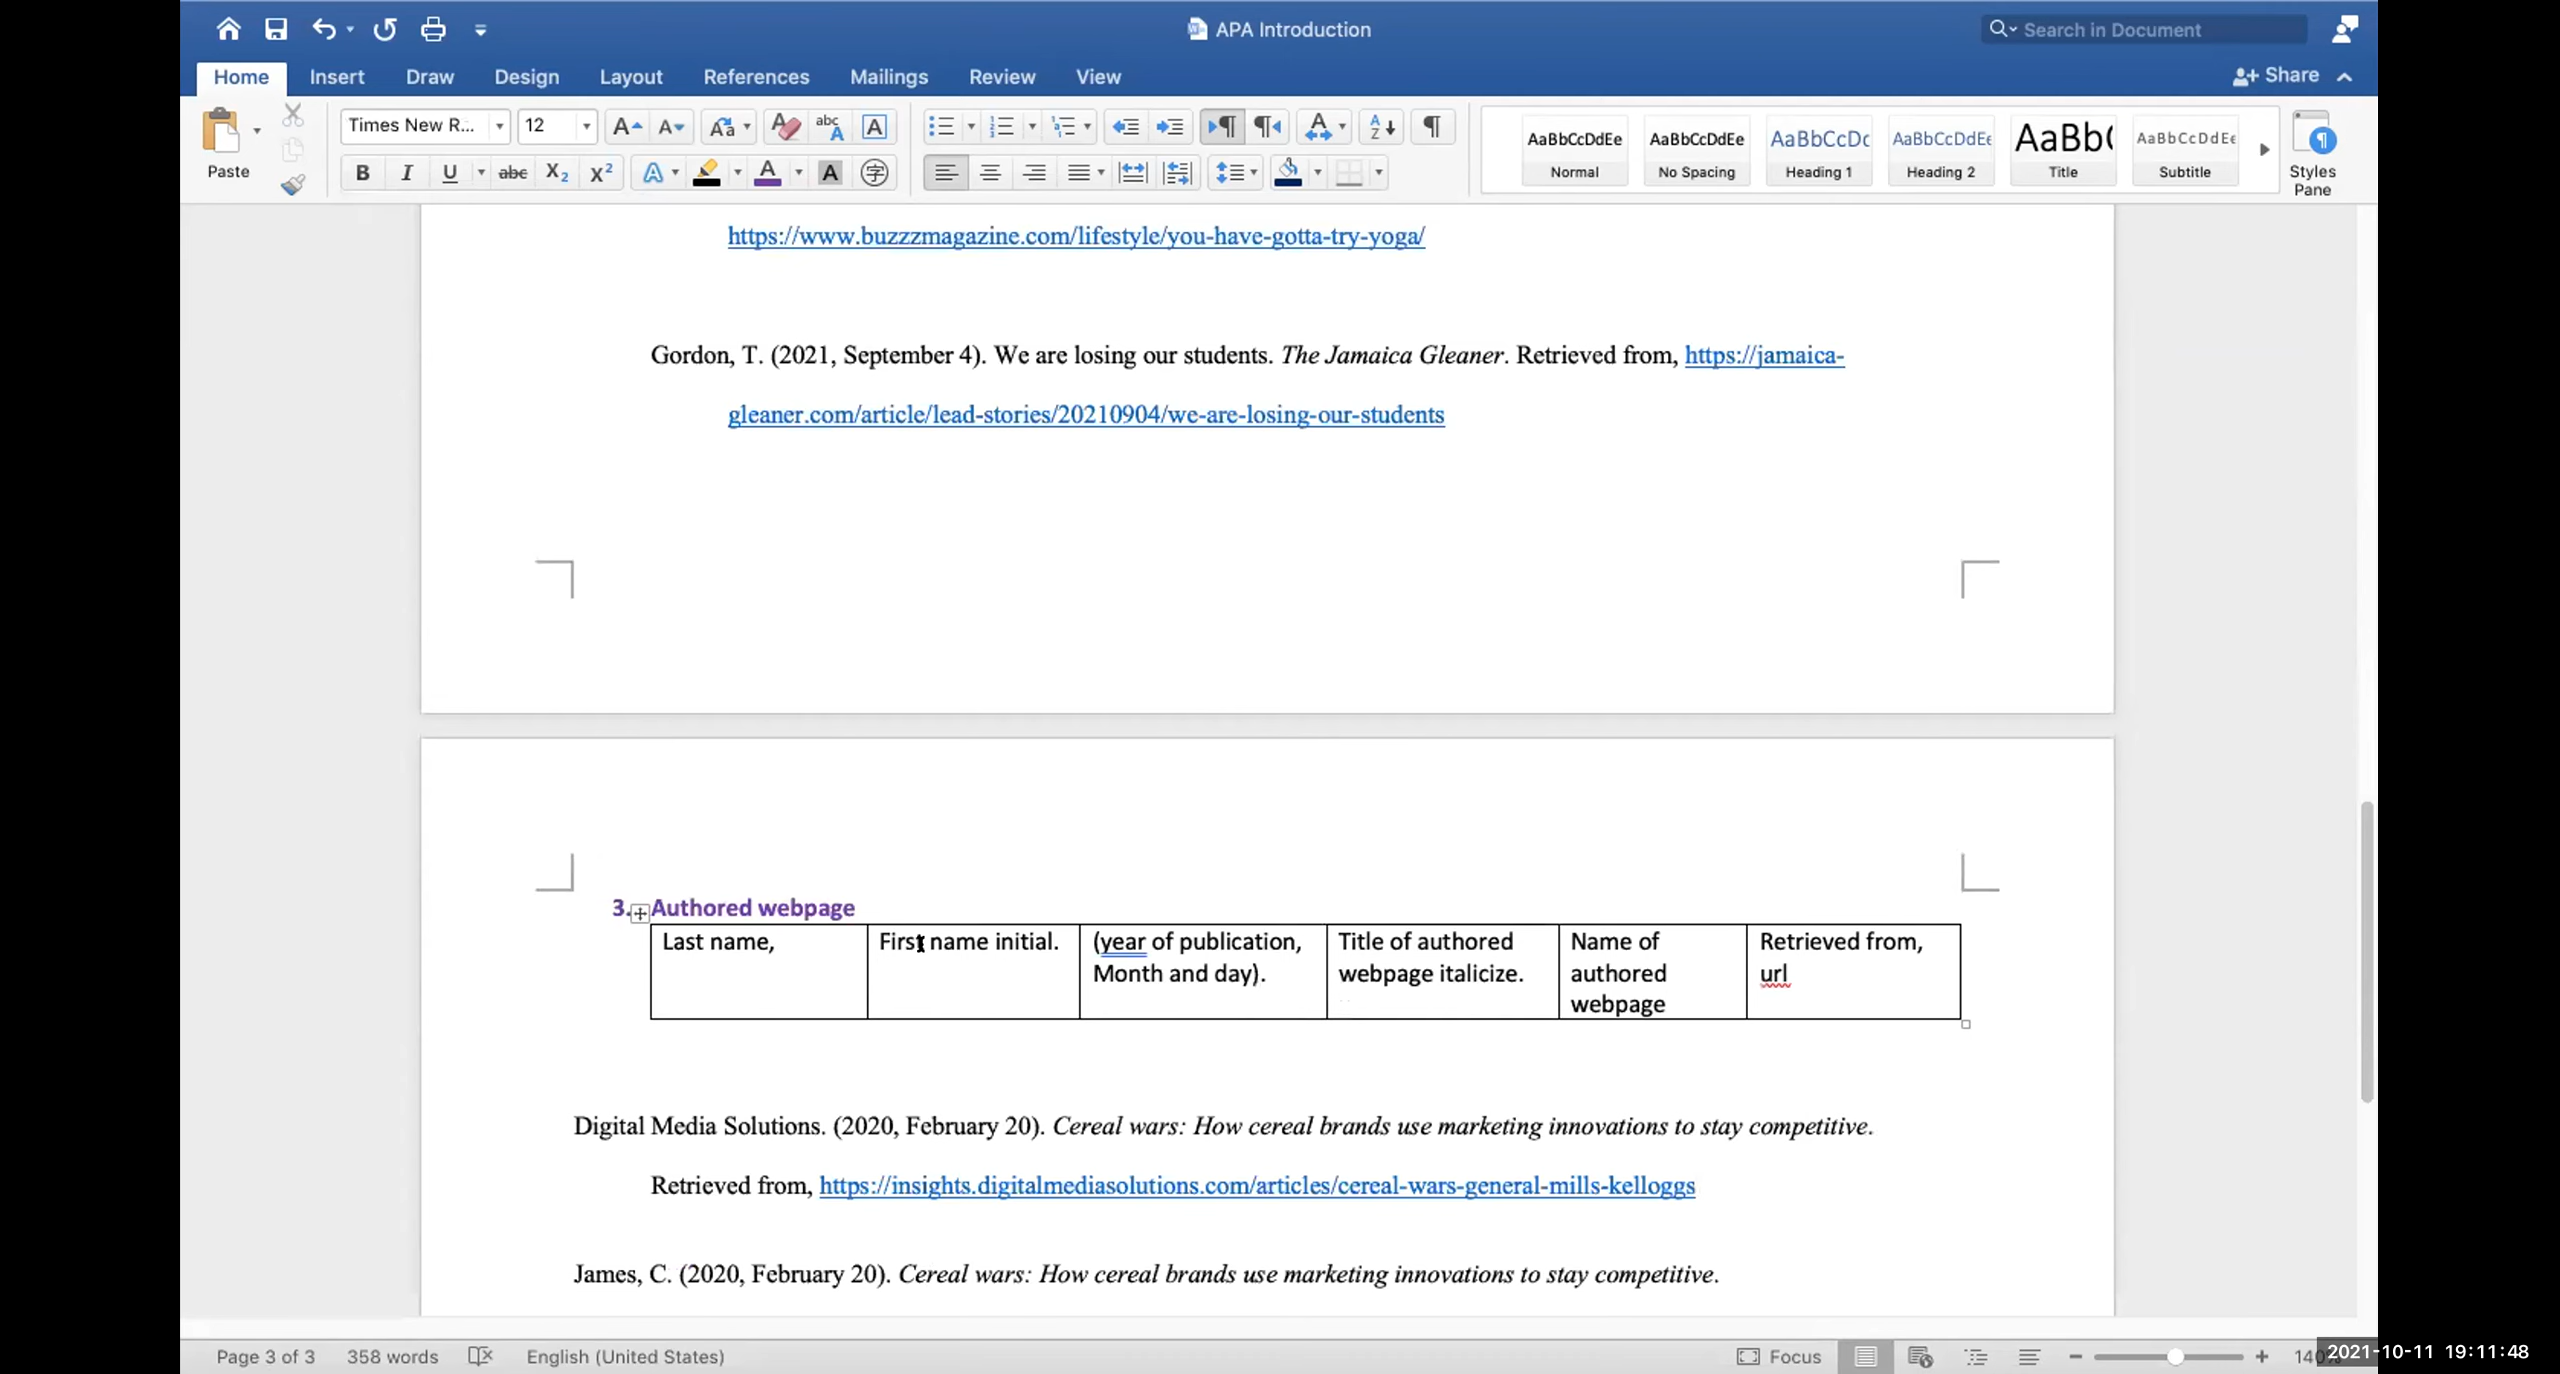 APA Introduction
Search in Document
Home Insert Draw Design Layout References Mailings Review View
Share
Paste
Times New R... 12
AaBbCcDdEe AaBbCcDdEe AaBbCcDc AaBbCcDdEe AaBb( AaBbCcDdEe
Normal No Spacing Heading 1 Heading 2 Title Subtitle
Styles
Pane
https://www.buzzzmagazine.com/lifestyle/you-have-gotta-try-yoga/
Gordon, T. (2021, September 4). We are losing our students. The Jamaica Gleaner. Retrieved from, https://jamaica-
gleaner.com/article/lead-stories/20210904/we-are-losing-our-students
3. Authored webpage
Last name,
First name initial.
(year of publication,
Month and day).
Title of authored
webpage italicize.
Name of
authored
webpage
Retrieved from,
url
Digital Media Solutions. (2020, February 20). Cereal wars: How cereal brands use marketing innovations to stay competitive.
Retrieved from, https://insights.digitalmediasolutions.com/articles/cereal-wars-general-mills-kelloggs
James, C. (2020, February 20). Cereal wars: How cereal brands use marketing innovations to stay competitive.
Page 3 of 3 358 words English (United States) Focus
2021-10-11 19:11:48